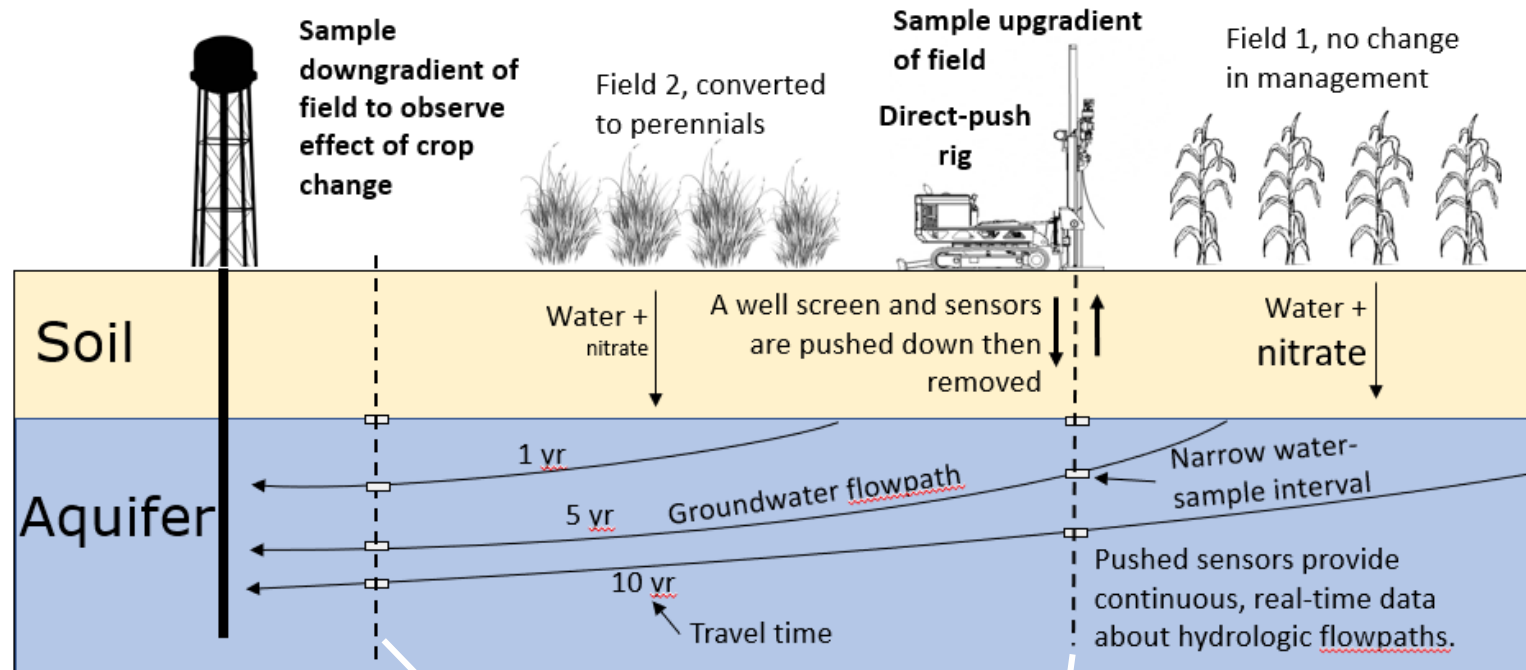 Sample
downgradient of
field to observe
effect of crop
change
Field 2, converted
to perennials
Sample upgradient
of field
Direct-push
rig
Field 1, no change
in management
Soil
Water +
nitrate
A well screen and sensors
are pushed down then
removed
Water +
nitrate
Aquifer
1 yr
5 yr
Groundwater flowpath
10 yr
Travel time
Narrow water-
sample interval
Pushed sensors provide
continuous, real-time data
about hydrologic flowpaths.